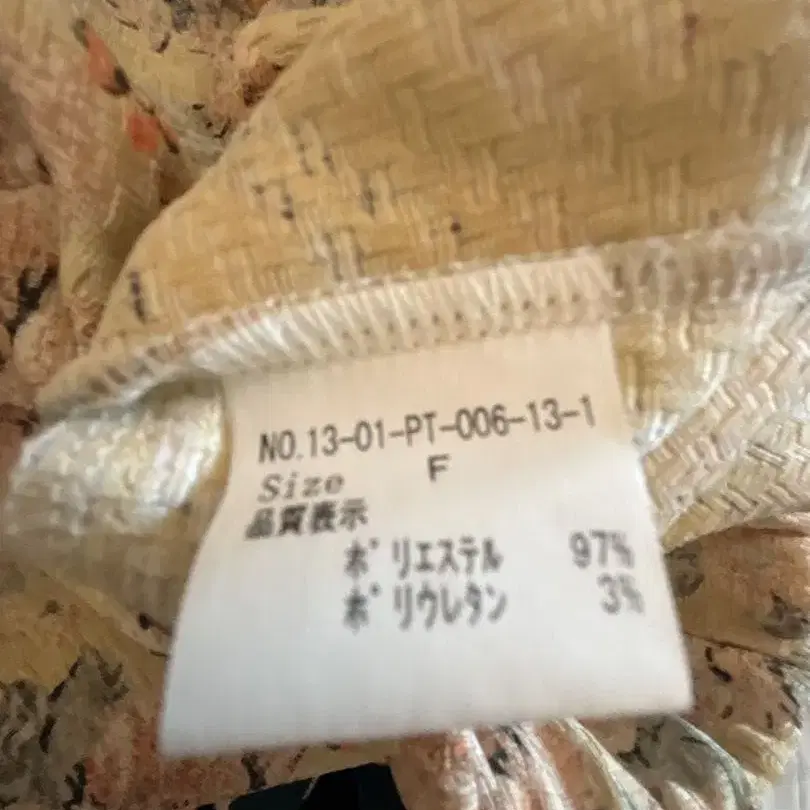 NO.13-01-PT-006-13-1
Size F
品質表示
ポリエステル 97%
ポリウレタン 3%